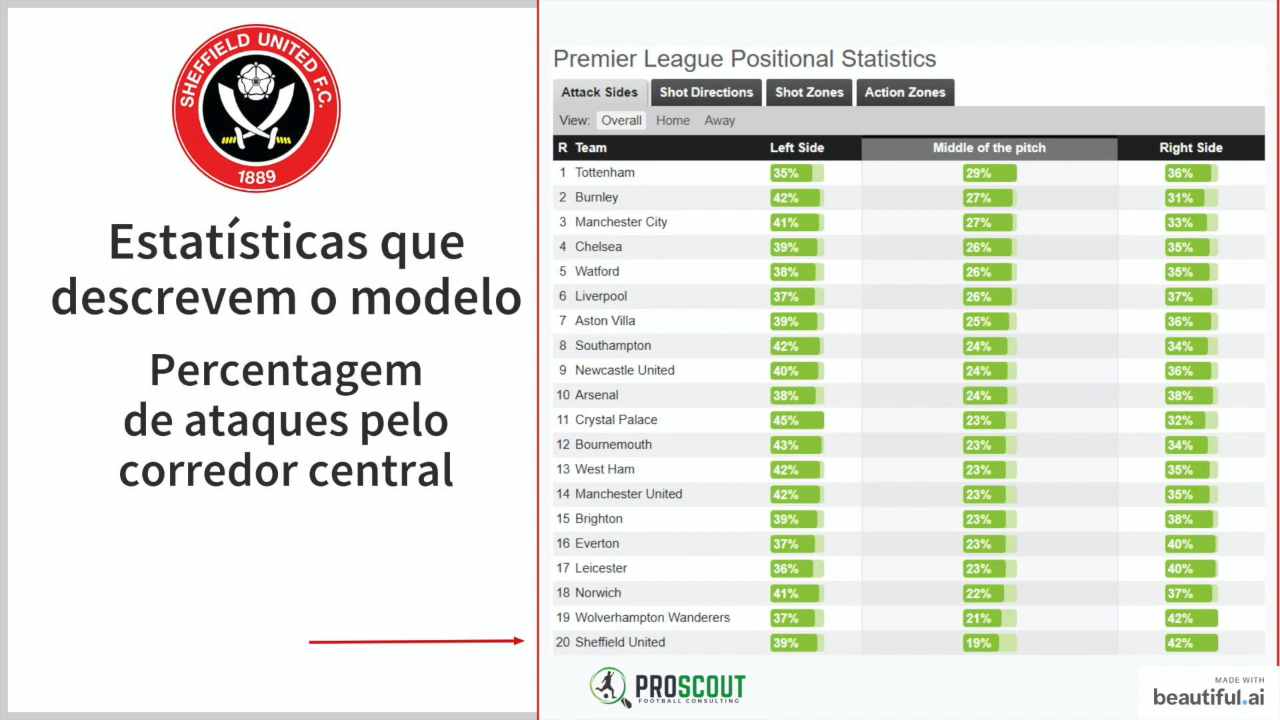 SHEFFIELD UNITED F.C.
1889
Estatísticas que
descrevem o modelo
Percentagem
de ataques pelo
corredor central
Premier League Positional Statistics
Attack Sides Shot Directions Shot Zones Action Zones
View: Overall Home Away
R Team Left Side Middle of the pitch Right Side
1 Tottenham 35% 29% 36%
2 Burnley 42% 27% 31%
3 Manchester City 41% 27% 33%
4 Chelsea 39% 26% 35%
5 Watford 38% 26% 35%
6 Liverpool 37% 26% 37%
7 Aston Villa 39% 25% 36%
8 Southampton 42% 24% 34%
9 Newcastle United 40% 24% 36%
10 Arsenal 38% 24% 38%
11 Crystal Palace 45% 23% 32%
12 Bournemouth 43% 23% 34%
13 West Ham 42% 23% 35%
14 Manchester United 42% 23% 35%
15 Brighton 39% 23% 38%
16 Everton 37% 23% 40%
17 Leicester 36% 23% 40%
18 Norwich 41% 22% 37%
19 Wolverhampton Wanderers 37% 21% 42%
20 Sheffield United 39% 19% 42%
PROSCOUT
FOOTBALL CONSULTING
MADE WITH
beautiful.ai